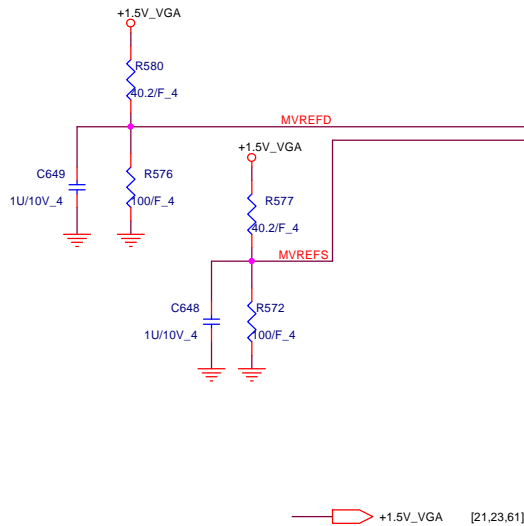 +1.5V_VGA
R580
40.2/F_4
MVREFD
+1.5V_VGA
C649
R576
1U/10V_4
100/F_4
R577
40.2/F_4
MVREFS
C648
R572
1U/10V_4
100/F_4
+1.5V_VGA [21,23,61]